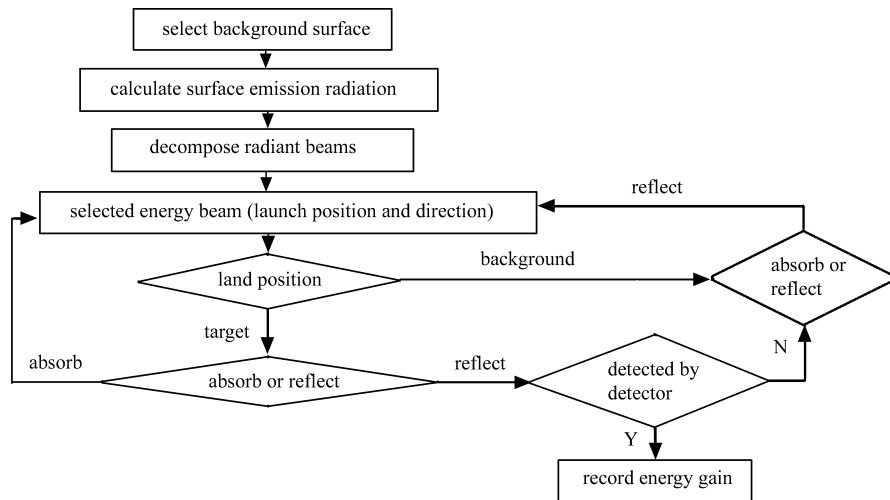 select background surface
calculate surface emission radiation
decompose radiant beams
reflect
selected energy beam (launch position and direction)
background
land position
absorb or
reflect
target
absorb
reflect
N
absorb or reflect
detected by
detector
Y
record energy gain